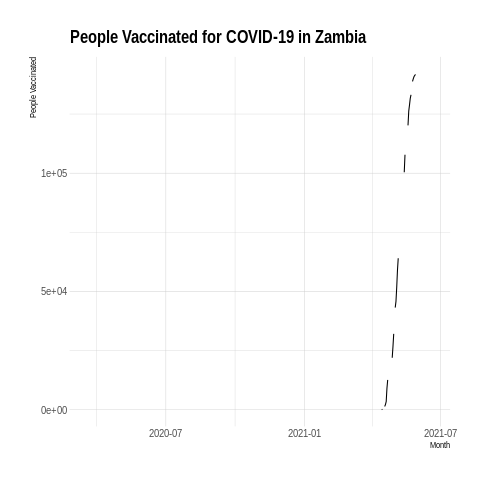 People Vaccinated for COVID-19 in Zambia
People Vaccinated
1e+05
5e+04
0e+00
2020-07
2021-01
2021-07
Month